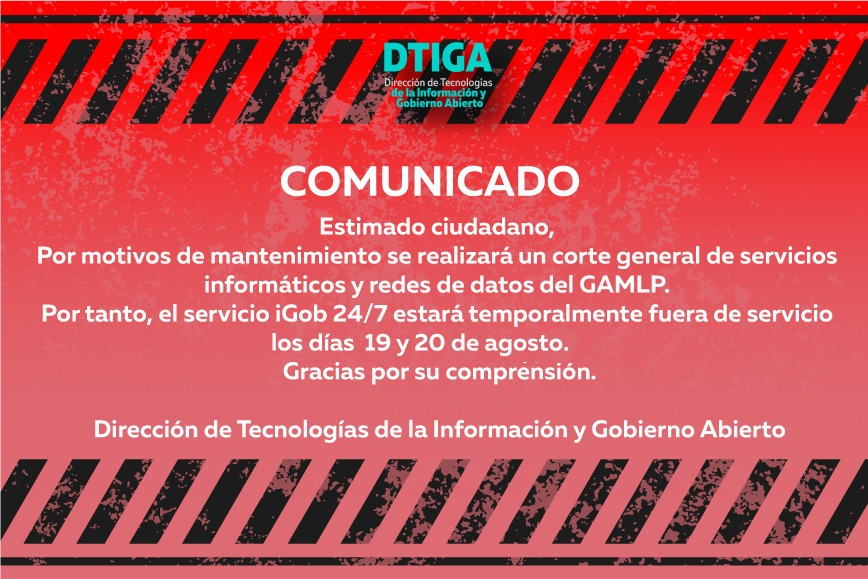 DTIGA
Dirección de Tecnologías
de la Información y
Gobierno Abierto
COMUNICADO
Estimado ciudadano,
Por motivos de mantenimiento se realizará un corte general de servicios
informáticos y redes de datos del GAMLP.
Por tanto, el servicio iGob 24/7 estará temporalmente fuera de servicio
los días 19 y 20 de agosto.
Gracias por su comprensión.
Dirección de Tecnologías de la Información y Gobierno Abierto